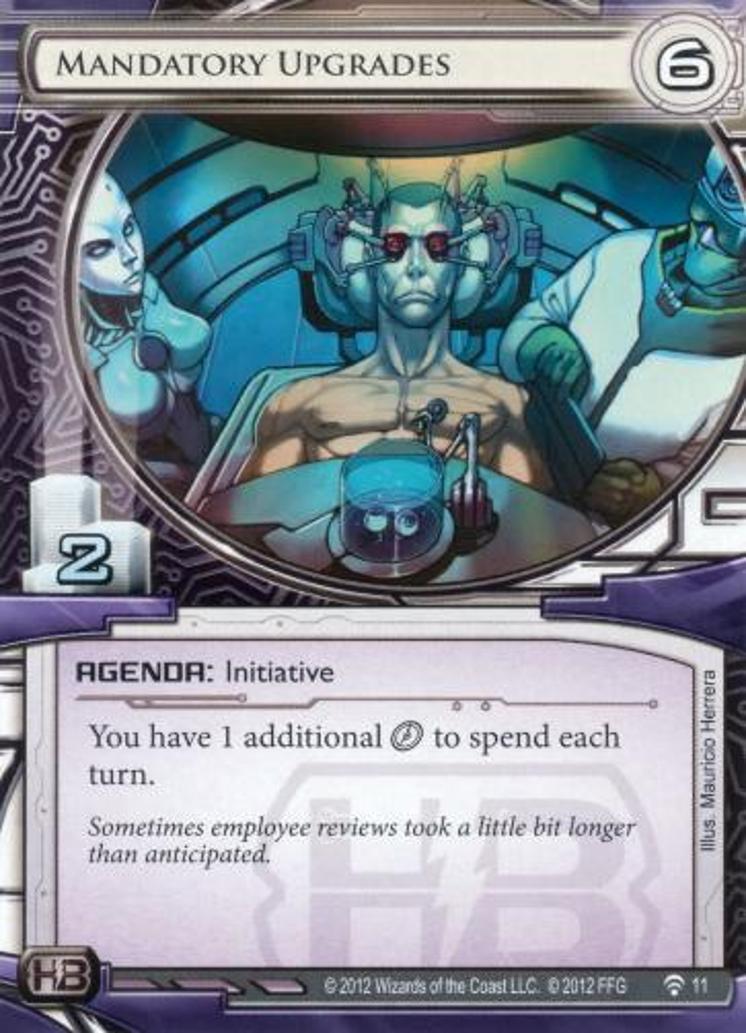 MANDATORY UPGRADES
6
2
AGENDA: Initiative
You have 1 additional to spend each
turn.
Sometimes employee reviews took a little bit longer
than anticipated.
Illus. Mauricio Herrera
HB
HB
© 2012 Wizards of the Coast LLC. © 2012 FFG
11